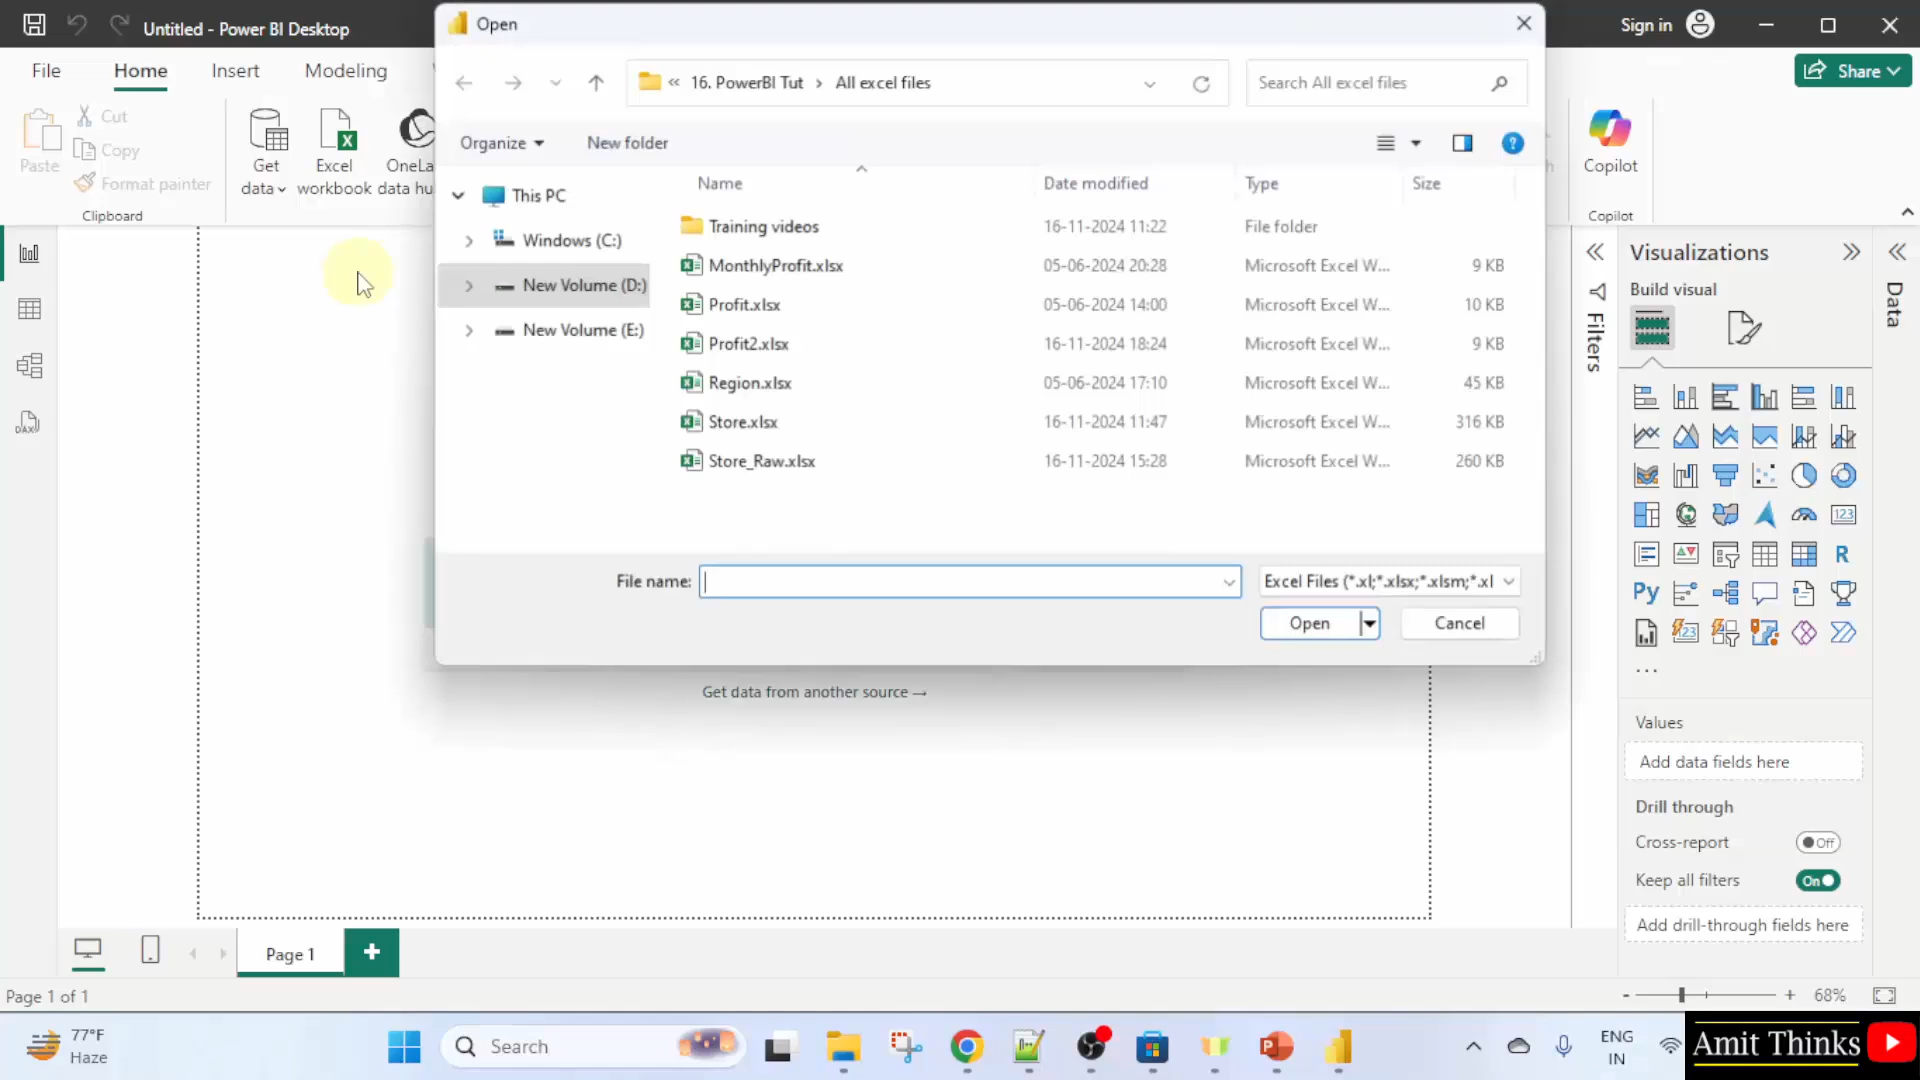 Untitled - Power BI Desktop
Open
Sign in
File
Home
Insert
Modeling
« 16. PowerBI Tut › All excel files
Search All excel files
Share
Paste
Cut
Copy
Format painter
Clipboard
Get
data
Excel
workbook
OneLa
data hu
Copilot
Copilot
Organize
New folder
Name
Date modified
Type
Size
This PC
Windows (C:)
New Volume (D:)
New Volume (E:)
Training videos 16-11-2024 11:22 File folder
MonthlyProfit.xlsx 05-06-2024 20:28 Microsoft Excel W... 9 KB
Profit.xlsx 05-06-2024 14:00 Microsoft Excel W... 10 KB
Profit2.xlsx 16-11-2024 18:24 Microsoft Excel W... 9 KB
Region.xlsx 05-06-2024 17:10 Microsoft Excel W... 45 KB
Store.xlsx 16-11-2024 11:47 Microsoft Excel W... 316 KB
Store_Raw.xlsx 16-11-2024 15:28 Microsoft Excel W... 260 KB
File name:
Excel Files (*.xl;*.xlsx;*.xlsm;*.xl
Open
Cancel
Get data from another source →
DAX
Filters
Visualizations
Build visual
Data
123
R
Py
123
...
Values
Add data fields here
Drill through
Cross-report
Off
Keep all filters
On
Add drill-through fields here
Page 1
+
Page 1 of 1
- + 68%
77°F
Haze
Search
ENG
IN
Amit Thinks